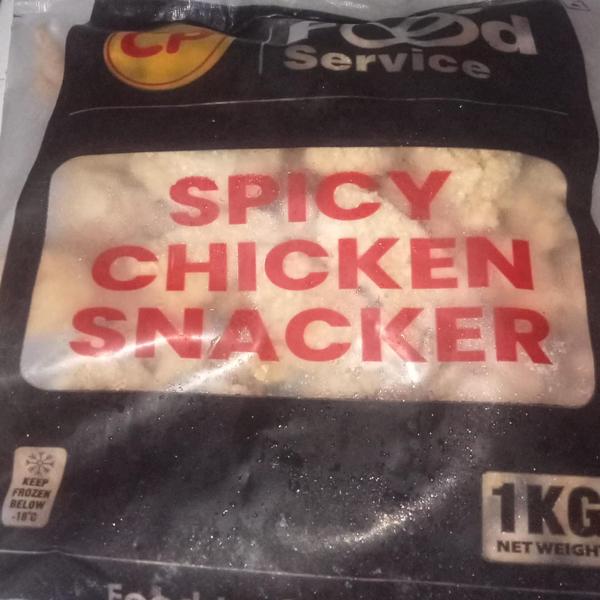 CP
Food
Service
SPICY
CHICKEN
SNACKER
KEEP
FROZEN
BELOW
-18°C
1KG
NET WEIGHT